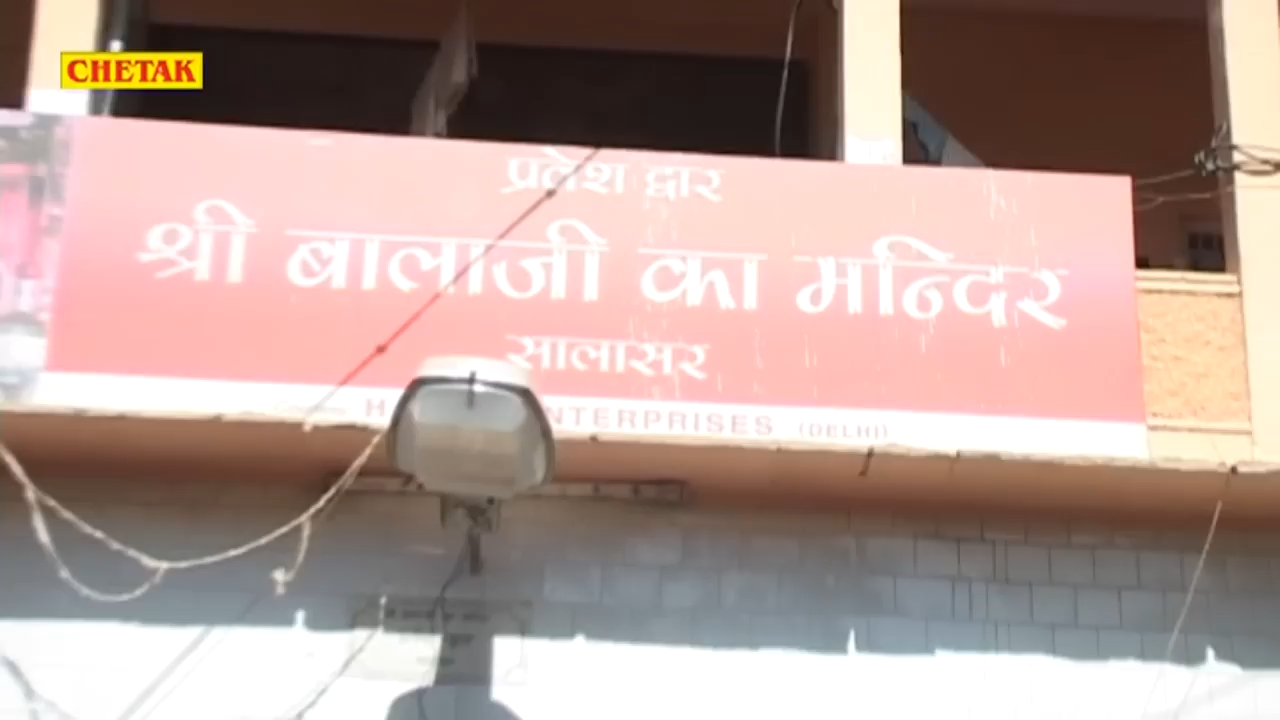 CHETAK
प्रवेश द्वार
श्री बालाजी का मन्दिर
सालासर
ENTERPRISES (DELHI)